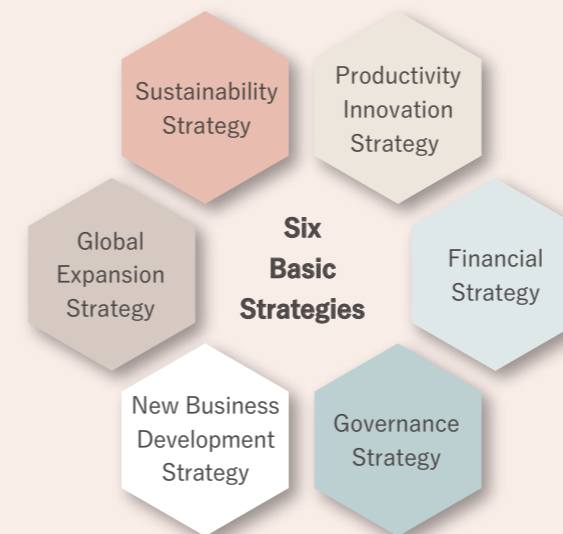 Sustainability
Strategy
Productivity
Innovation
Strategy
Global
Expansion
Strategy
Six
Basic
Strategies
Financial
Strategy
New Business
Development
Strategy
Governance
Strategy